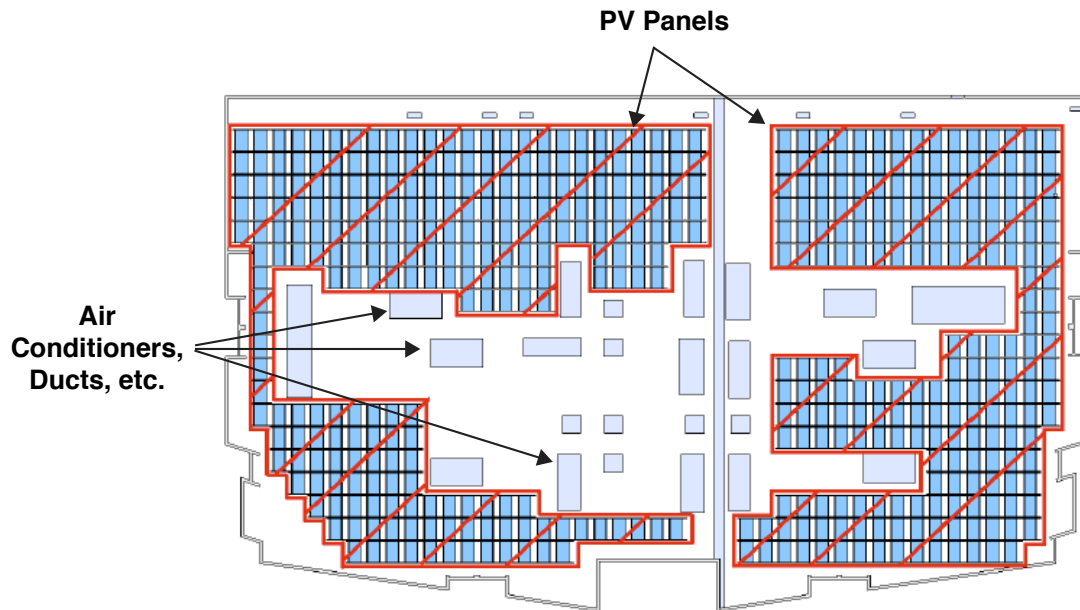 PV Panels
Air
Conditioners,
Ducts, etc.